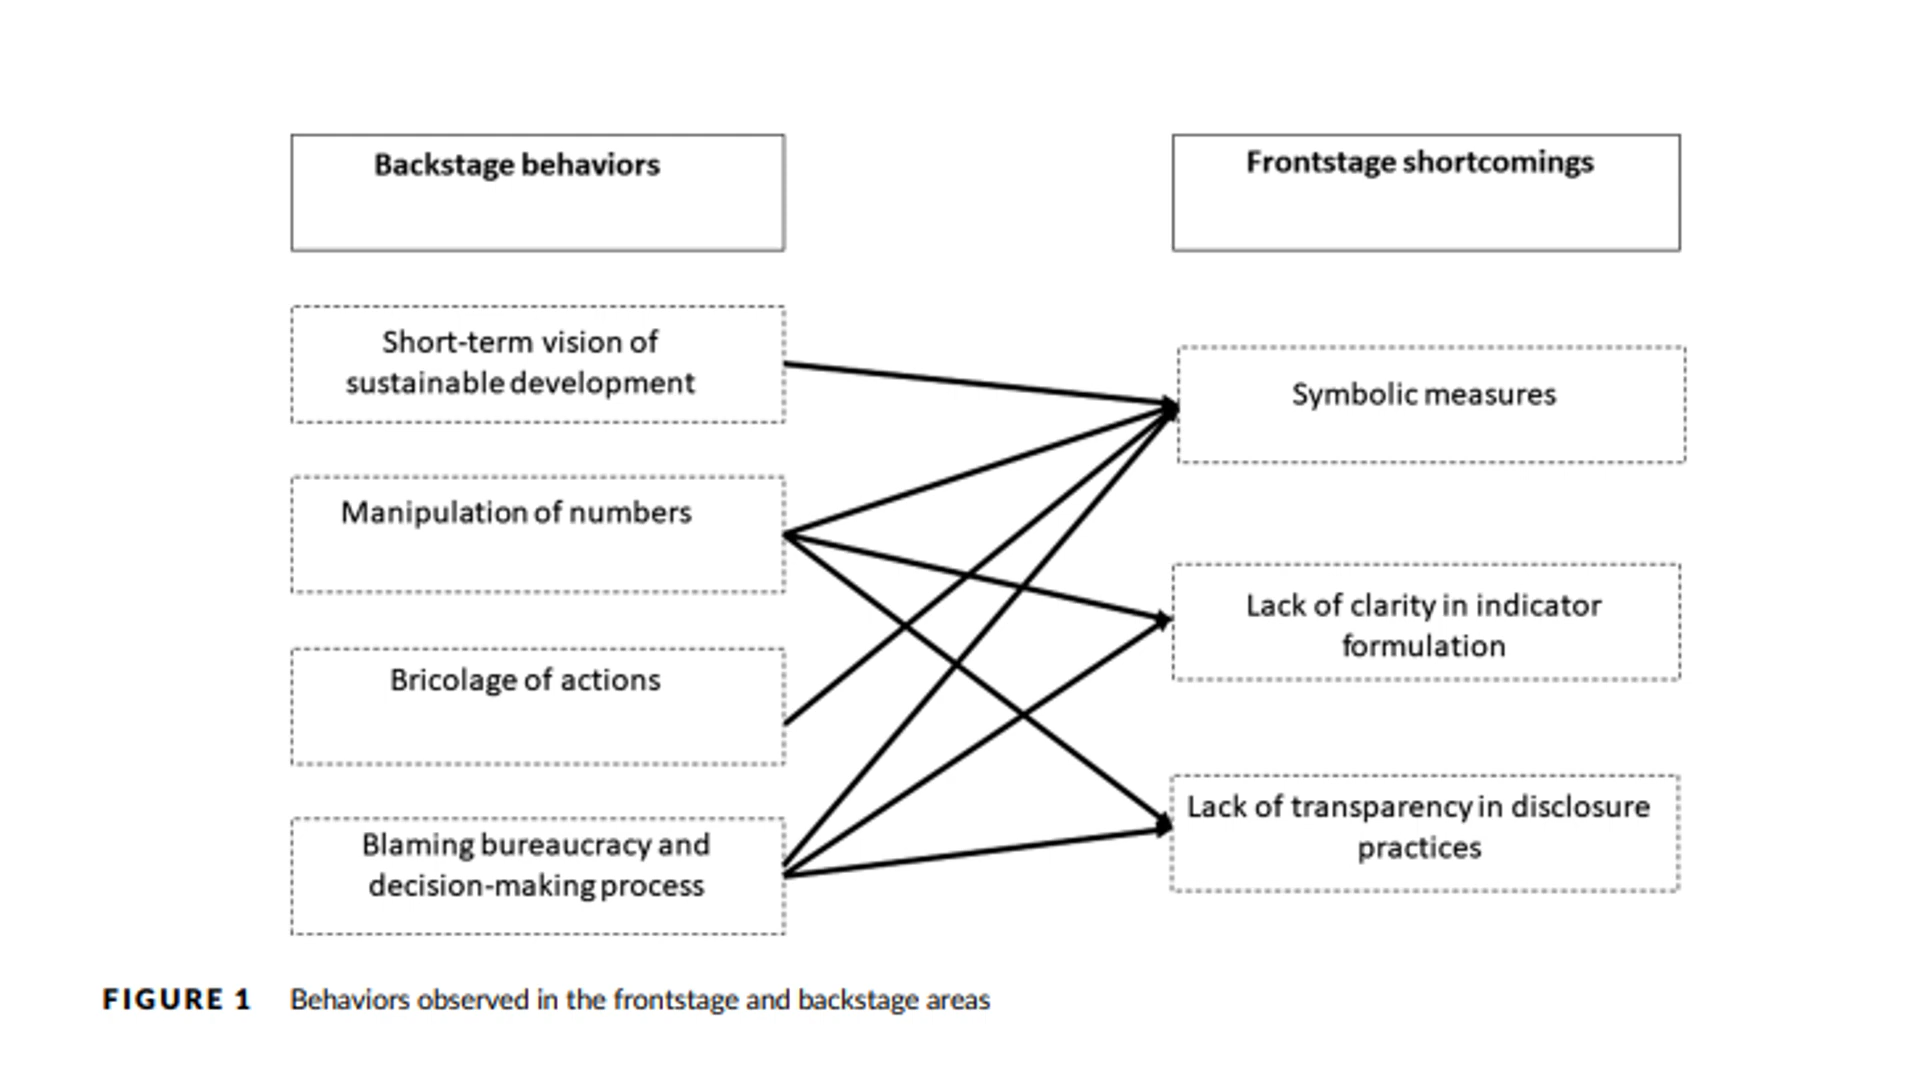 Backstage behaviors
Frontstage shortcomings
Short-term vision of
sustainable development
Symbolic measures
Manipulation of numbers
Lack of clarity in indicator
formulation
Bricolage of actions
Lack of transparency in disclosure
practices
Blaming bureaucracy and
decision-making process
FIGURE 1 Behaviors observed in the frontstage and backstage areas